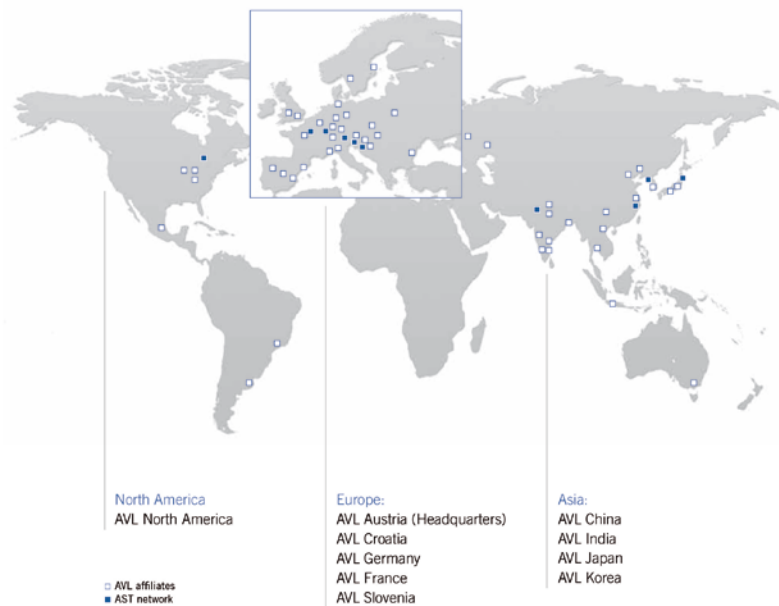 North America
AVL North America
Europe:
AVL Austria (Headquarters)
AVL Croatia
AVL Germany
AVL France
AVL Slovenia
Asia:
AVL China
AVL India
AVL Japan
AVL Korea
AVL affiliates
AST network